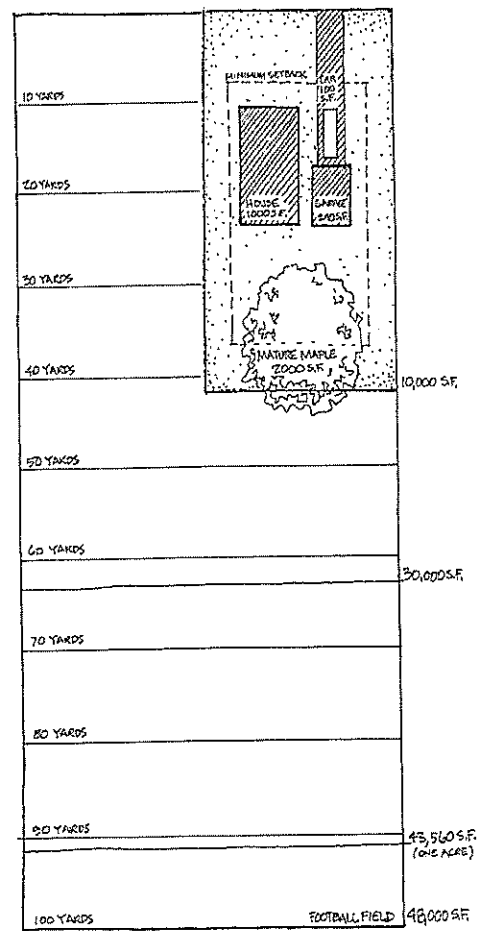 MINIMUM SETBACK
CAR
100
S.F.
10 YARDS
20 YARDS
HOUSE
1000 S.F.
GARAGE
240 S.F.
30 YARDS
MATURE MAPLE
2000 S.F.
40 YARDS
10,000 S.F.
50 YARDS
60 YARDS
30,000 S.F.
70 YARDS
80 YARDS
90 YARDS
43,560 S.F.
(ONE ACRE)
100 YARDS
FOOTBALL FIELD
48,000 S.F.